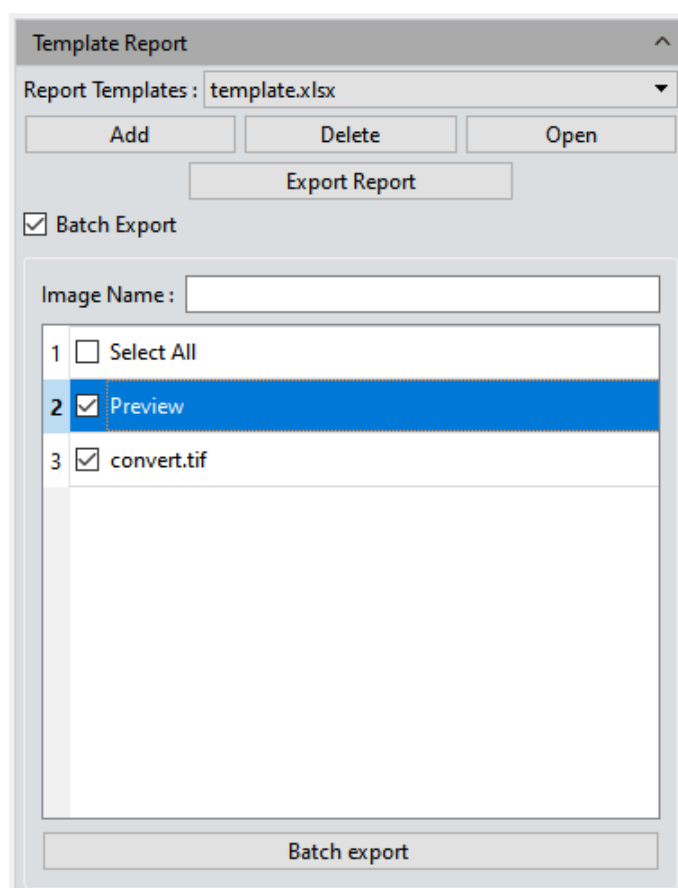 Template Report
Report Templates : template.xlsx
Add Delete Open
Export Report
Batch Export
Image Name :
1 Select All
2 Preview
3 convert.tif
Batch export